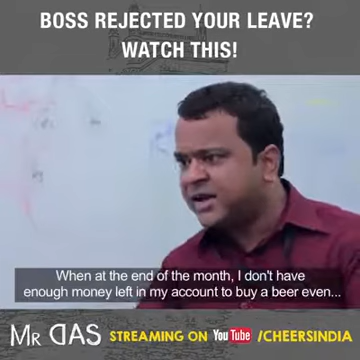 BOSS REJECTED YOUR LEAVE?
WATCH THIS!
When at the end of the month, I don't have
enough money left in my account to buy a beer even...
MR DAS STREAMING ON YouTube /CHEERSINDIA